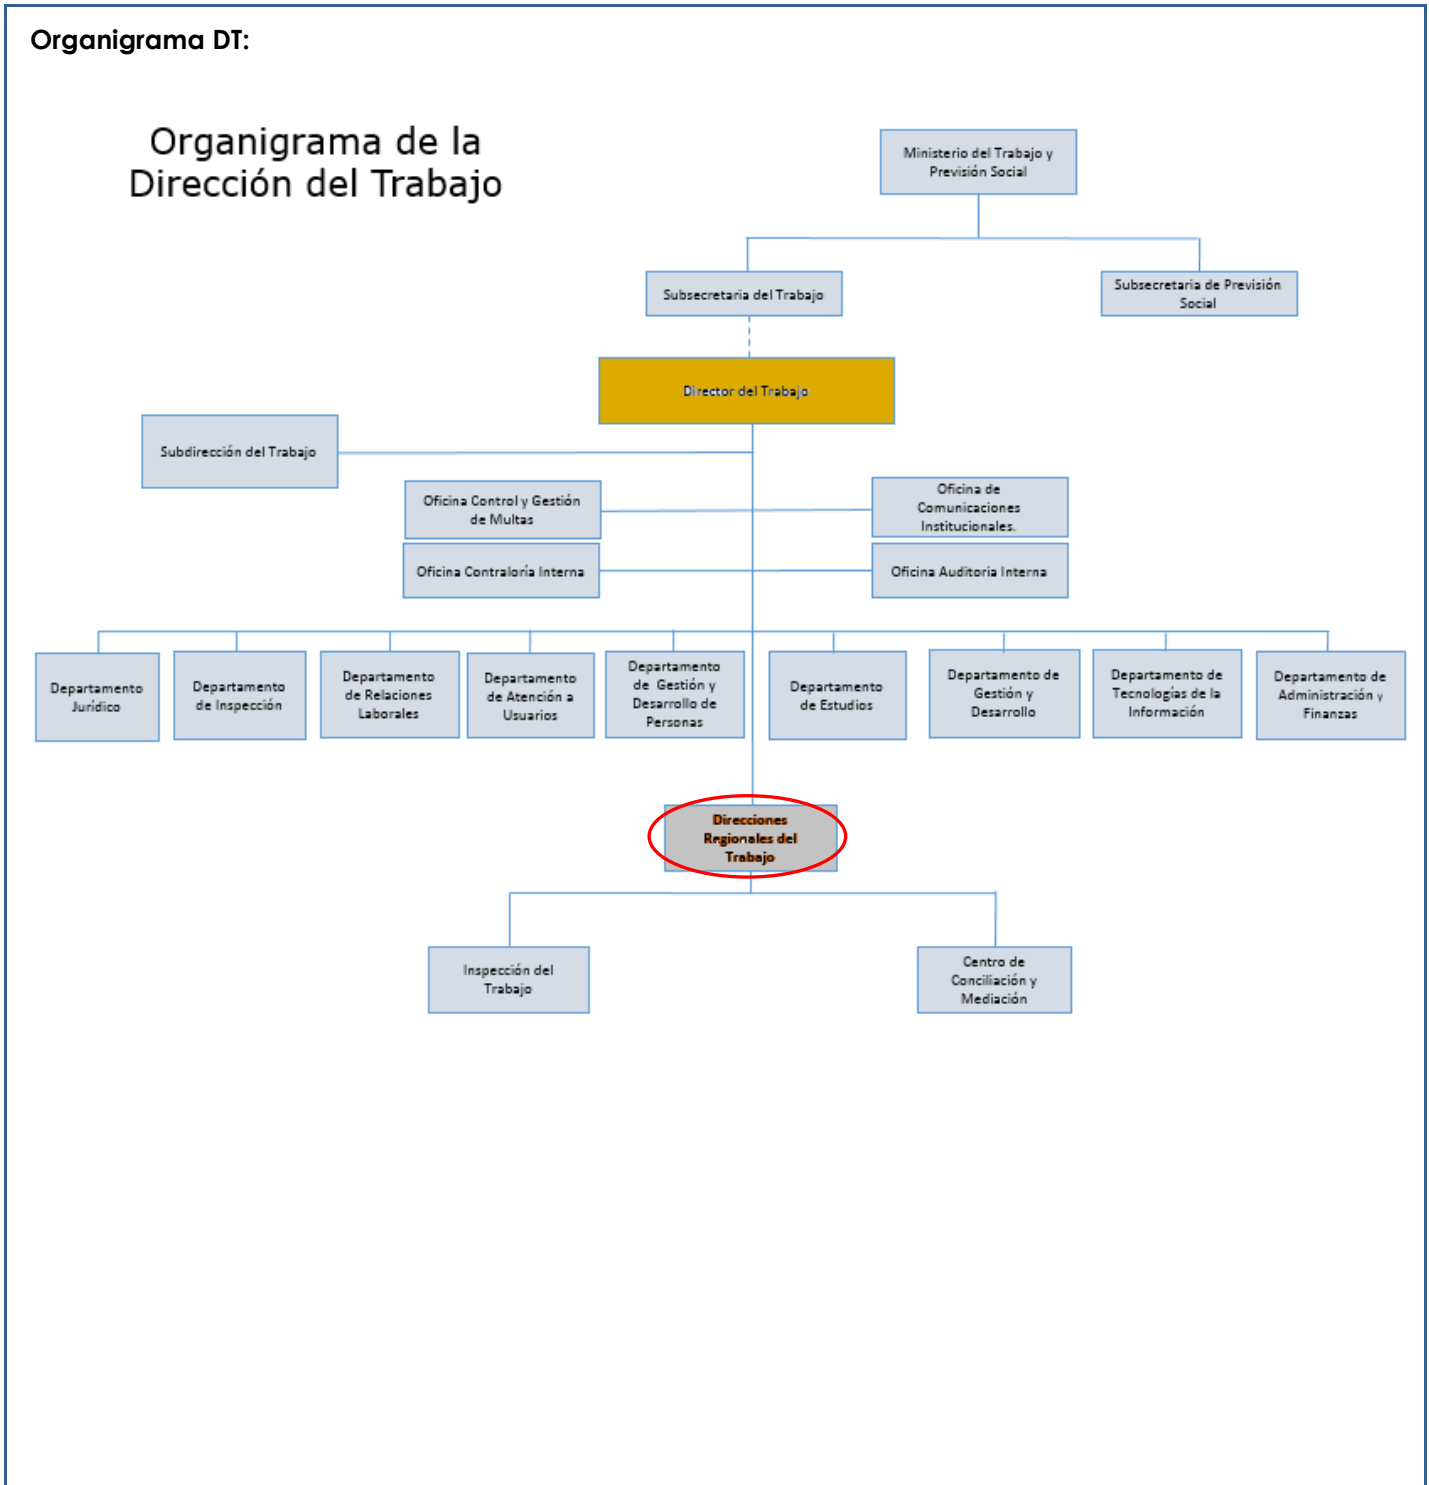 Organigrama DT:
Organigrama de la
Dirección del Trabajo
Ministerio del Trabajo y
Previsión Social
Subsecretaria del Trabajo
Subsecretaria de Previsión
Social
Director del Trabajo
Subdirección del Trabajo
Oficina Control y Gestión
de Multas
Oficina de
Comunicaciones
Institucionales.
Oficina Contraloría Interna
Oficina Auditoria Interna
Departamento
Jurídico
Departamento
de Inspección
Departamento
de Relaciones
Laborales
Departamento
de Atención a
Usuarios
Departamento
de Gestión y
Desarrollo de
Personas
Departamento
de Estudios
Departamento de
Gestión y
Desarrollo
Departamento de
Tecnologías de la
Información
Departamento de
Administración y
Finanzas
Direcciones
Regionales del
Trabajo
Inspección del
Trabajo
Centro de
Conciliación y
Mediación